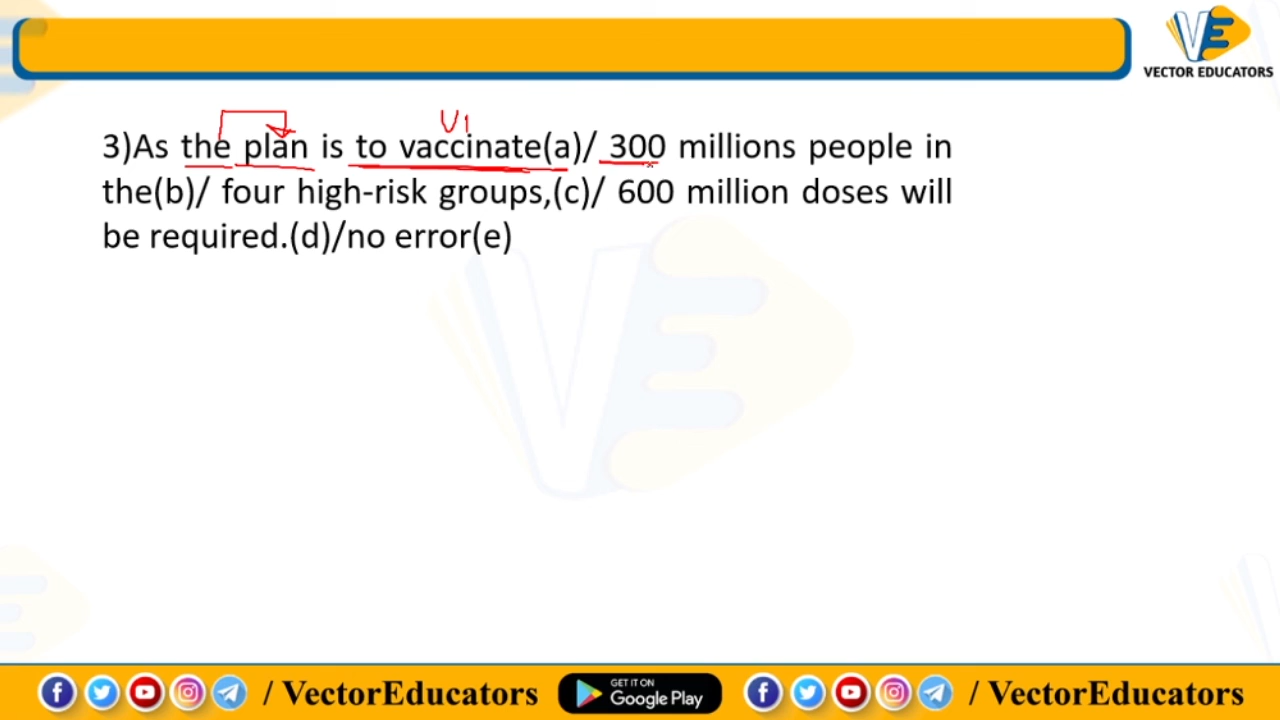 VE
VECTOR EDUCATORS
V1
3)As the plan is to vaccinate(a)/ 300 millions people in
the(b)/ four high-risk groups,(c)/ 600 million doses will
be required.(d)/no error(e)
/ VectorEducators
GET IT ON
Google Play
/ VectorEducators